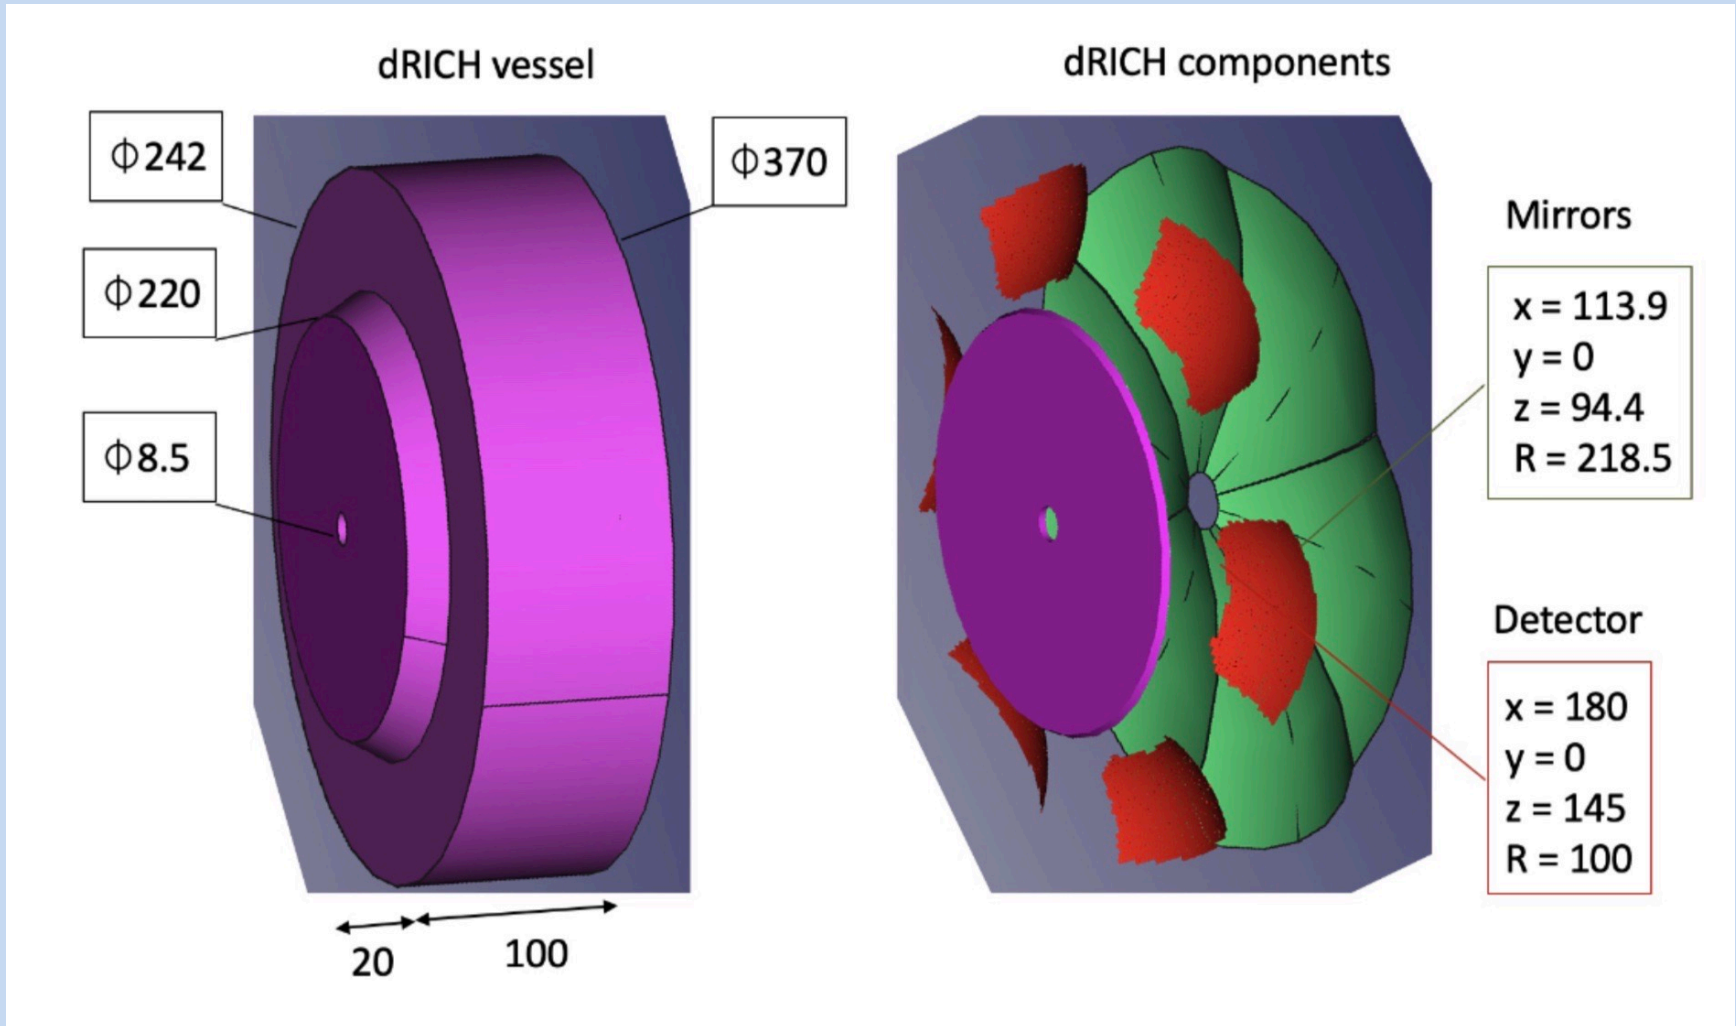 dRICH vessel
Φ242
Φ220
Φ8.5
Φ370
20
100
dRICH components
Mirrors
x = 113.9
y = 0
z = 94.4
R = 218.5
Detector
x = 180
y = 0
z = 145
R = 100